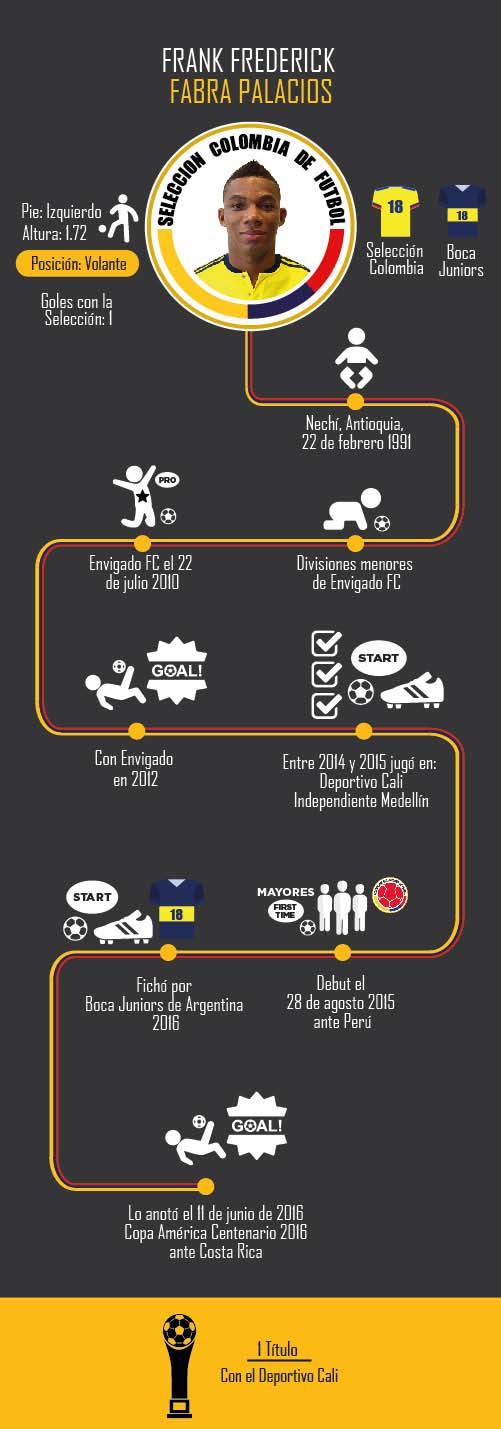 FRANK FREDERICK
FABRA PALACIOS
SELECCION COLOMBIA DE FUTBOL
Pie: Izquierdo
Altura: 1.72
Posición: Volante
Goles con la
Selección: 1
18
Selección
Colombia
18
Boca
Juniors
Nechí, Antioquia,
22 de febrero 1991
PRO
Envigado FC el 22
de julio 2010
Divisiones menores
de Envigado FC
GOAL!
Con Envigado
en 2012
START
Entre 2014 y 2015 jugó en:
Deportivo Cali
Independiente Medellín
START
18
Fichó por
Boca Juniors de Argentina
2016
MAYORES
FIRST
TIME
Debut el
28 de agosto 2015
ante Perú
GOAL!
Lo anotó el 11 de junio de 2016
Copa América Centenario 2016
ante Costa Rica
1 Título
Con el Deportivo Cali